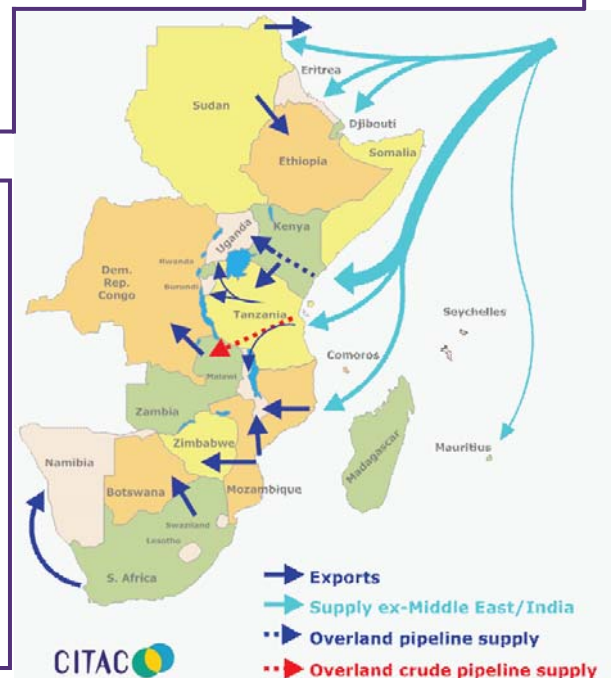 Eritrea
Sudan
Djibouti
Somalia
Ethiopia
Uganda
Kenya
Rwanda
Dem.
Rep.
Congo
Burundi
Tanzania
Seychelles
Comoros
Malawi
Zambia
Zimbabwe
Madagascar
Mauritius
Namibia
Botswana
Mozambique
Swaziland
Lesotho
S. Africa
Exports
Supply ex-Middle East/India
Overland pipeline supply
Overland crude pipeline supply
CITAC